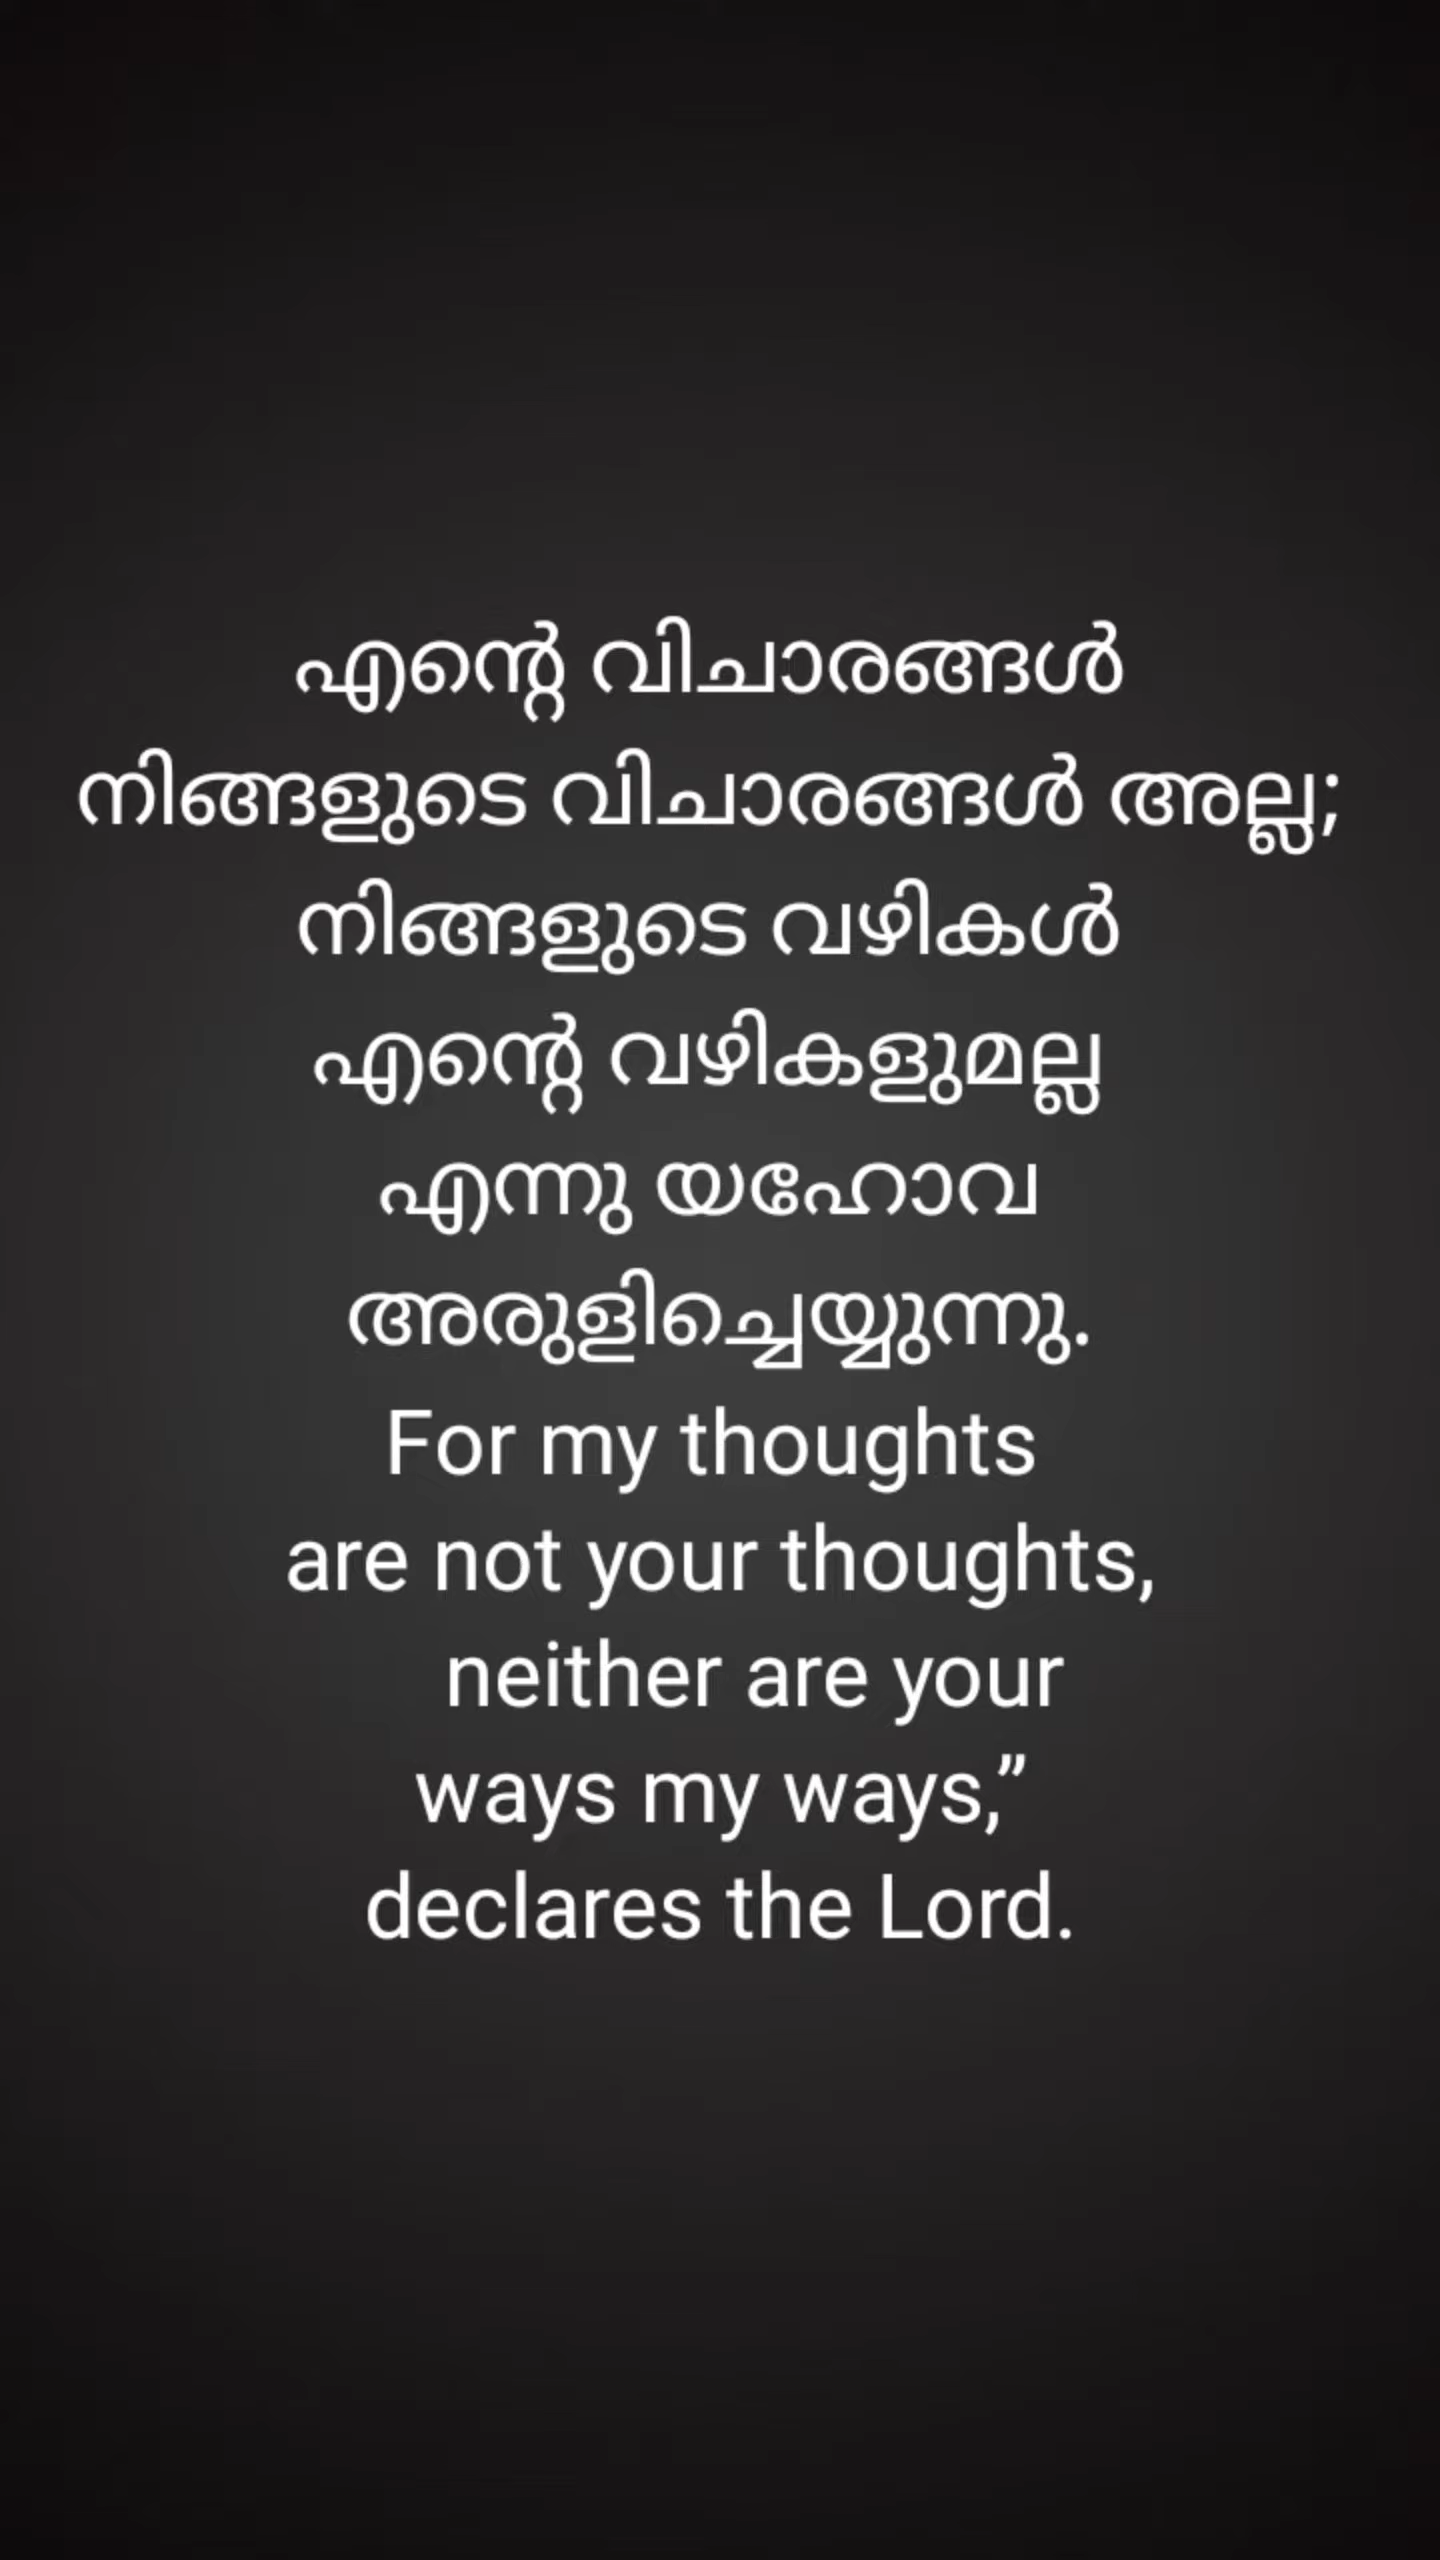 എന്റെ വിചാരങ്ങൾ
നിങ്ങളുടെ വിചാരങ്ങൾ അല്ല;
നിങ്ങളുടെ വഴികൾ
എന്റെ വഴികളുമല്ല
എന്നു യഹോവ
അരുളിച്ചെയ്യുന്നു.
For my thoughts
are not your thoughts,
neither are your
ways my ways,”
declares the Lord.